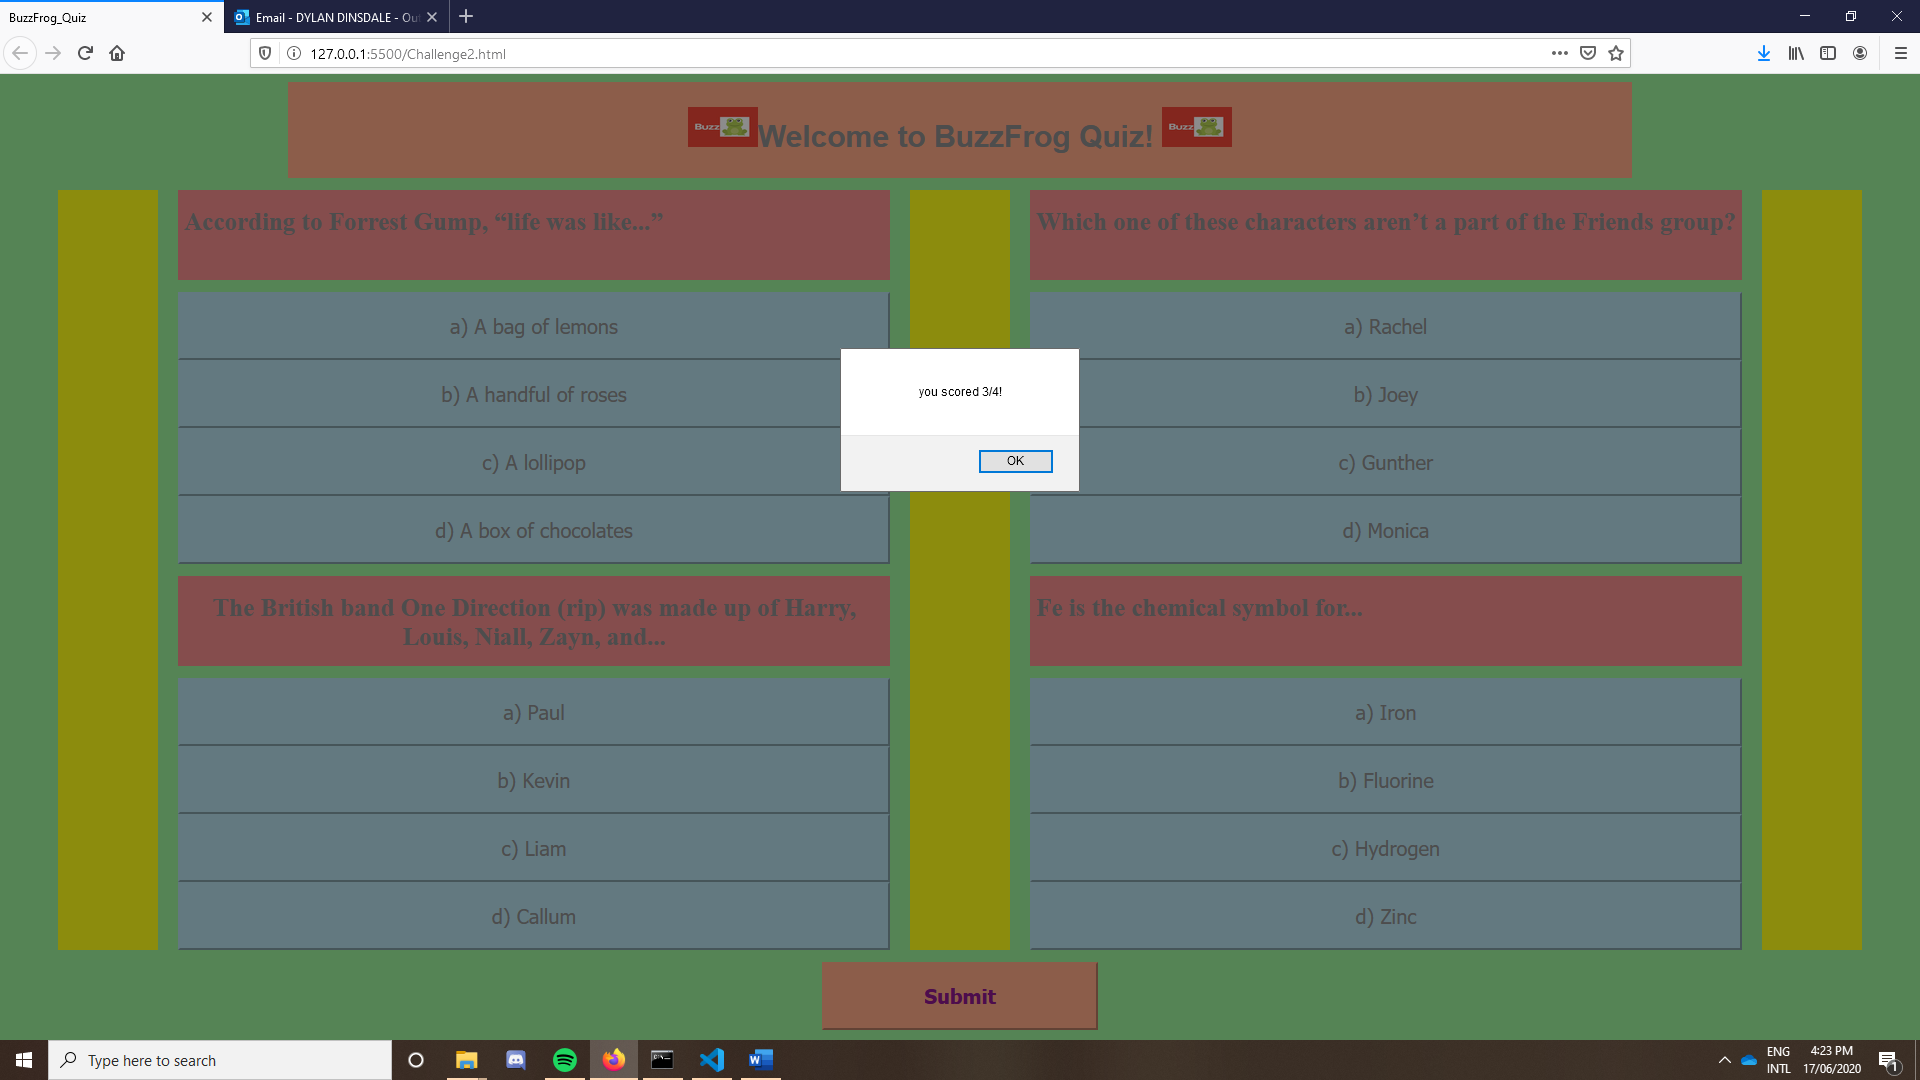 BuzzFrog_Quiz
Email - DYLAN DINSDALE - Out
127.0.0.1:5500/Challenge2.html
Buzz Welcome to BuzzFrog Quiz! Buzz
According to Forrest Gump, “life was like...”
a) A bag of lemons
b) A handful of roses
c) A lollipop
d) A box of chocolates
Which one of these characters aren’t a part of the Friends group?
a) Rachel
b) Joey
c) Gunther
d) Monica
you scored 3/4!
OK
The British band One Direction (rip) was made up of Harry,
Louis, Niall, Zayn, and...
a) Paul
b) Kevin
c) Liam
d) Callum
Fe is the chemical symbol for...
a) Iron
b) Fluorine
c) Hydrogen
d) Zinc
Submit
Type here to search
ENG
INTL
4:23 PM
17/06/2020
1